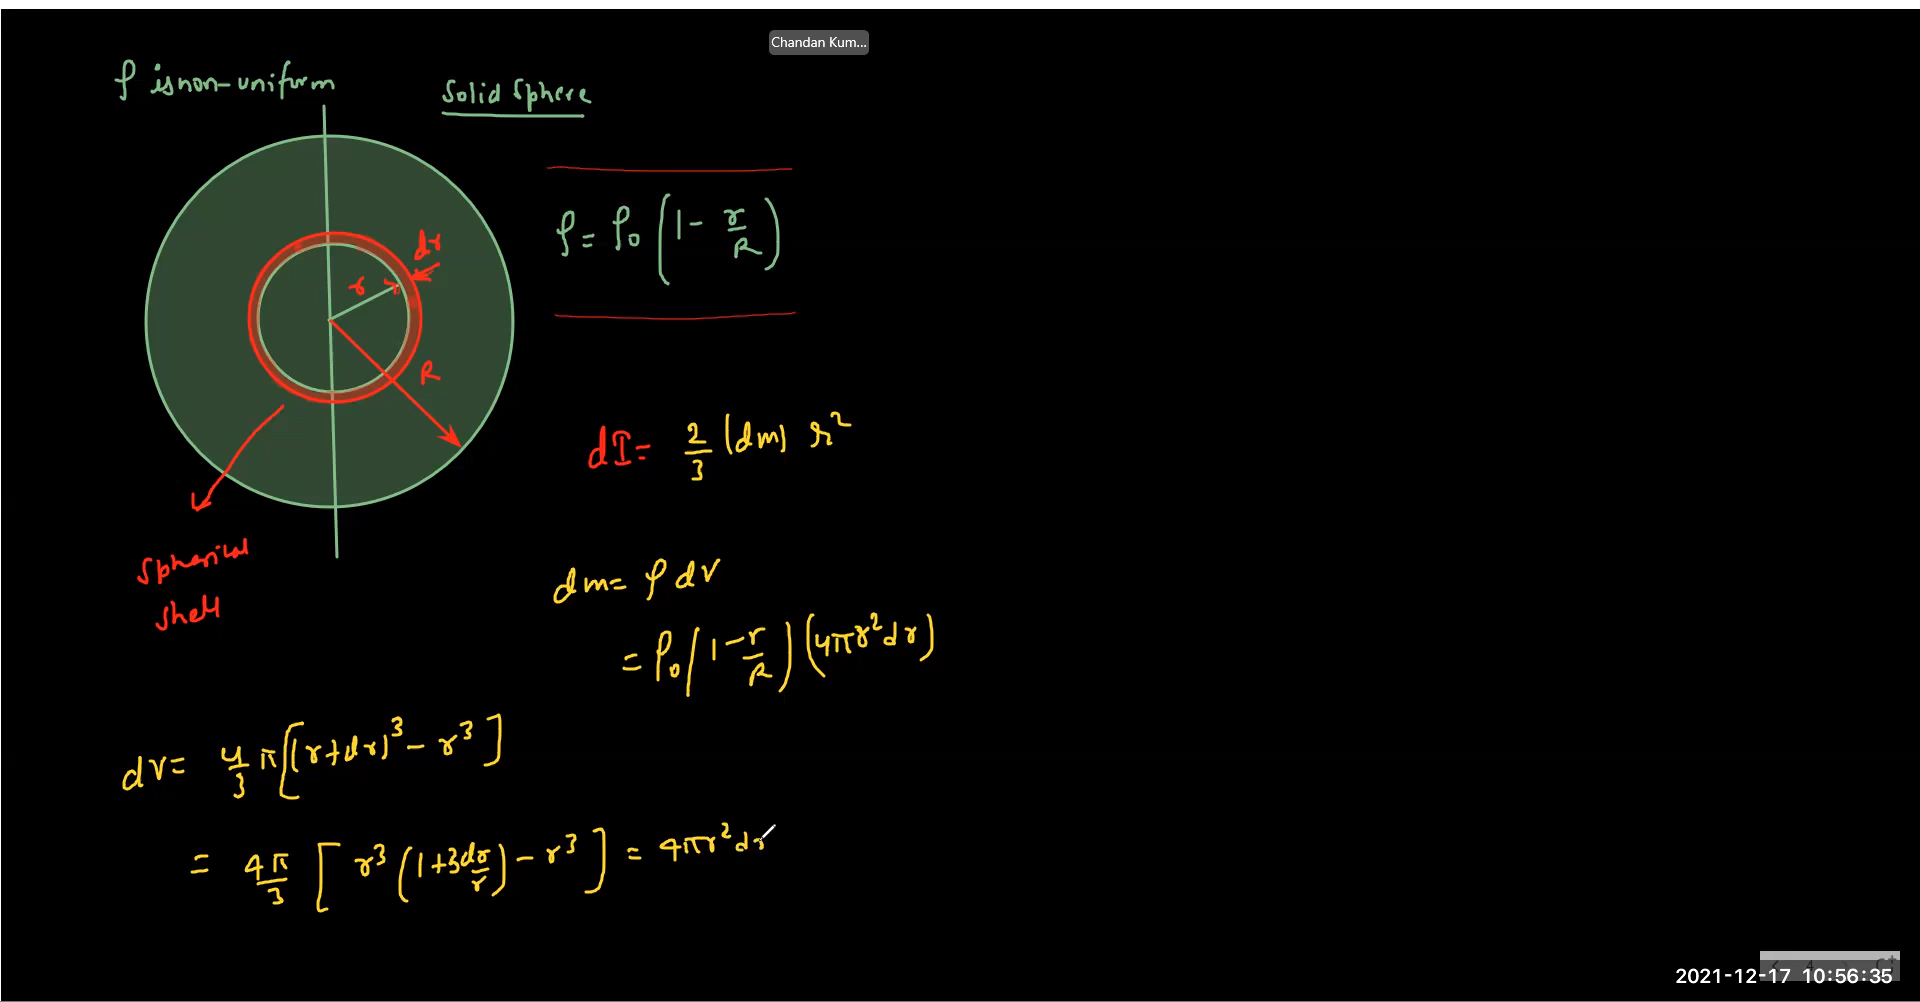 Chandan Kum...
ρ is non-uniform
Solid Sphere
ρ = ρ₀ (1 - r/R)
dr
r
R
dI = 2/3 (dm) r²
Spherical
shell
dm = ρ dV
= ρ₀ (1 - r/R) (4πr²dr)
dV = 4/3 π[(r+dr)³ - r³]
= 4π/3 [ r³ (1+3dr/r) - r³ ] = 4πr²dr
2021-12-17 10:56:35